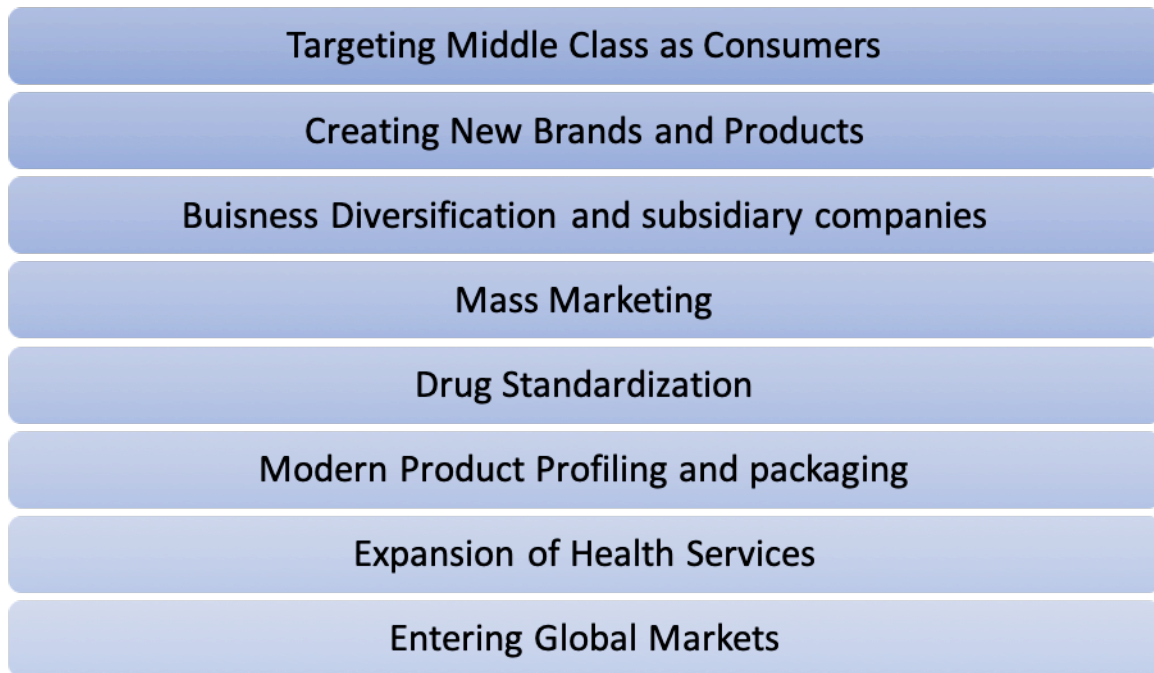 Targeting Middle Class as Consumers
Creating New Brands and Products
Buisness Diversification and subsidiary companies
Mass Marketing
Drug Standardization
Modern Product Profiling and packaging
Expansion of Health Services
Entering Global Markets